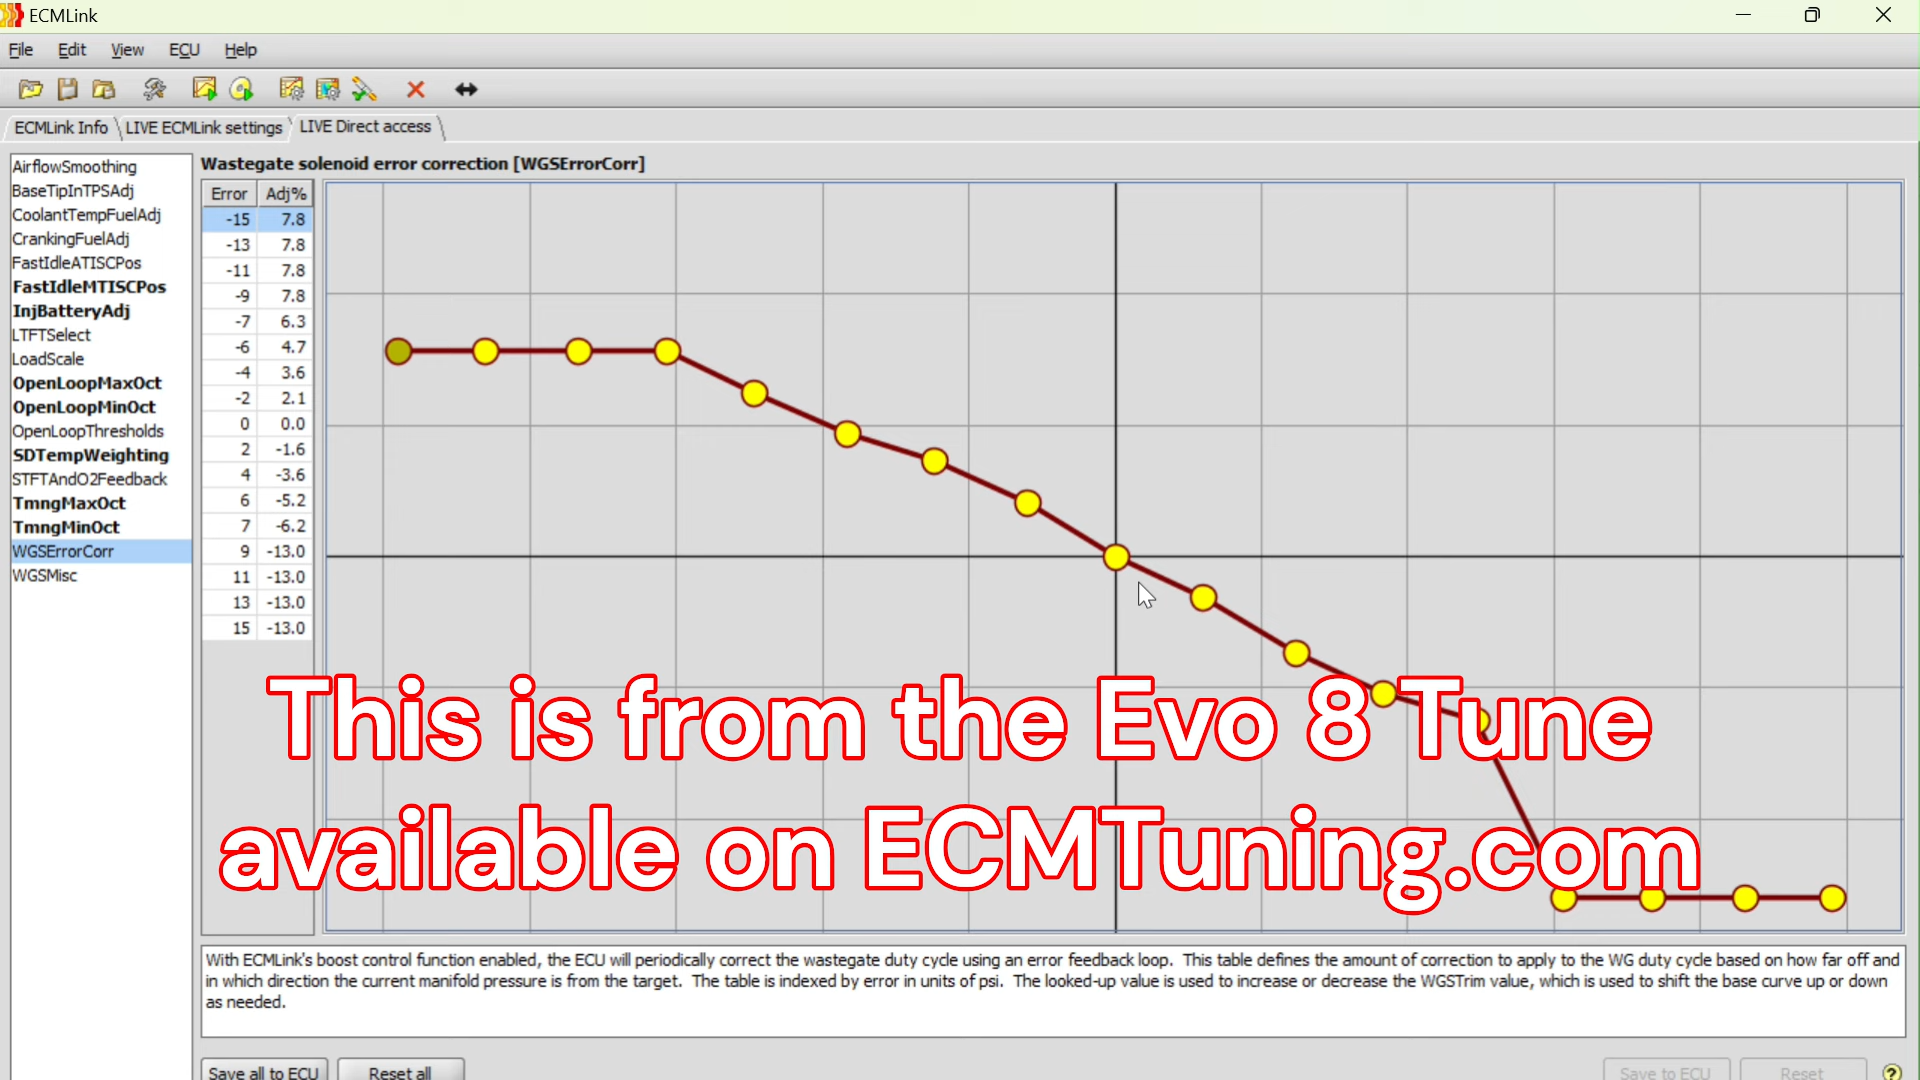 ECMLink
File Edit View ECU Help
ECMLink Info LIVE ECMLink settings LIVE Direct access
AirflowSmoothing
BaseTipInTPSAdj
CoolantTempFuelAdj
CrankingFuelAdj
FastIdleATISCPos
FastIdleMTISCPos
InjBatteryAdj
LTFTSelect
LoadScale
OpenLoopMaxOct
OpenLoopMinOct
OpenLoopThresholds
SDTempWeighting
STFTAndO2Feedback
TmngMaxOct
TmngMinOct
WGSErrorCorr
WGSMisc
Wastegate solenoid error correction [WGSErrorCorr]
Error Adj%
-15 7.8
-13 7.8
-11 7.8
-9 7.8
-7 6.3
-6 4.7
-4 3.6
-2 2.1
0 0.0
2 -1.6
4 -3.6
6 -5.2
7 -6.2
9 -13.0
11 -13.0
13 -13.0
15 -13.0
This is from the Evo 8 Tune
available on ECMTuning.com
With ECMLink's boost control function enabled, the ECU will periodically correct the wastegate duty cycle using an error feedback loop. This table defines the amount of correction to apply to the WG duty cycle based on how far off and
in which direction the current manifold pressure is from the target. The table is indexed by error in units of psi. The looked-up value is used to increase or decrease the WGSTrim value, which is used to shift the base curve up or down
as needed.
Save all to ECU Reset all Save to ECU Reset ?